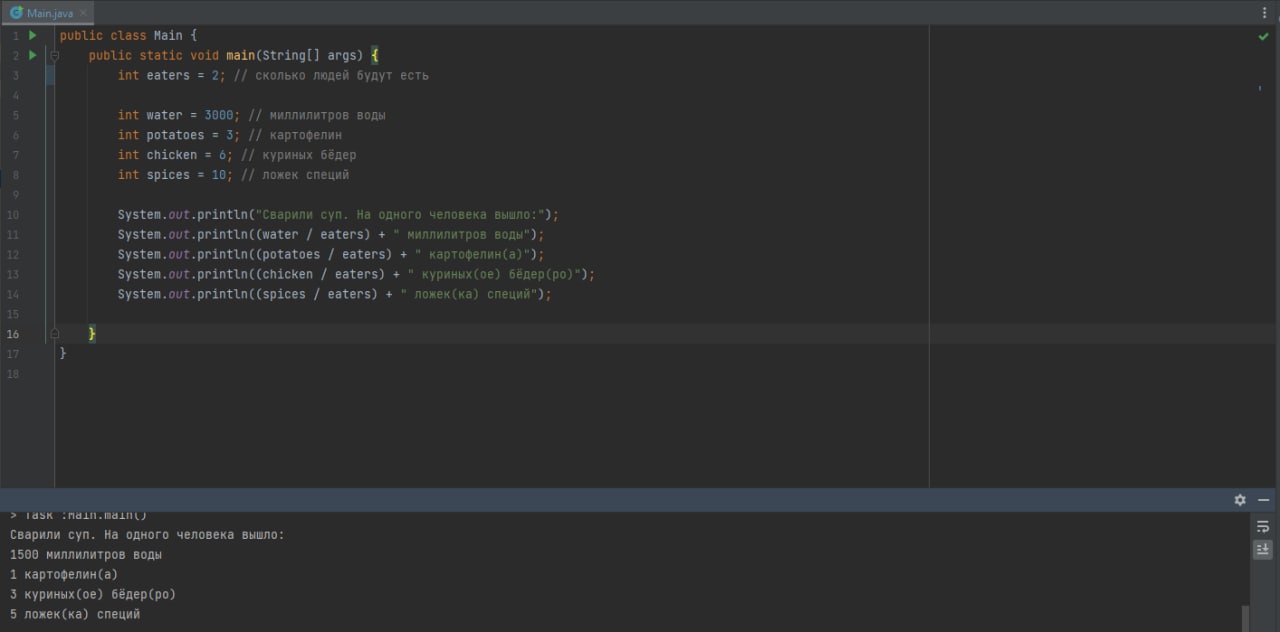 Main.java
1 public class Main {
2 public static void main(String[] args) {
3 int eaters = 2; // сколько людей будут есть
4
5 int water = 3000; // миллилитров воды
6 int potatoes = 3; // картофелин
7 int chicken = 6; // куриных бёдер
8 int spices = 10; // ложек специй
9
10 System.out.println("Сварили суп. На одного человека вышло:");
11 System.out.println((water / eaters) + " миллилитров воды");
12 System.out.println((potatoes / eaters) + " картофелин(а)");
13 System.out.println((chicken / eaters) + " куриных(ое) бёдер(ро)");
14 System.out.println((spices / eaters) + " ложек(ка) специй");
15
16 }
17 }
18
> Task :Main.main()
Сварили суп. На одного человека вышло:
1500 миллилитров воды
1 картофелин(а)
3 куриных(ое) бёдер(ро)
5 ложек(ка) специй